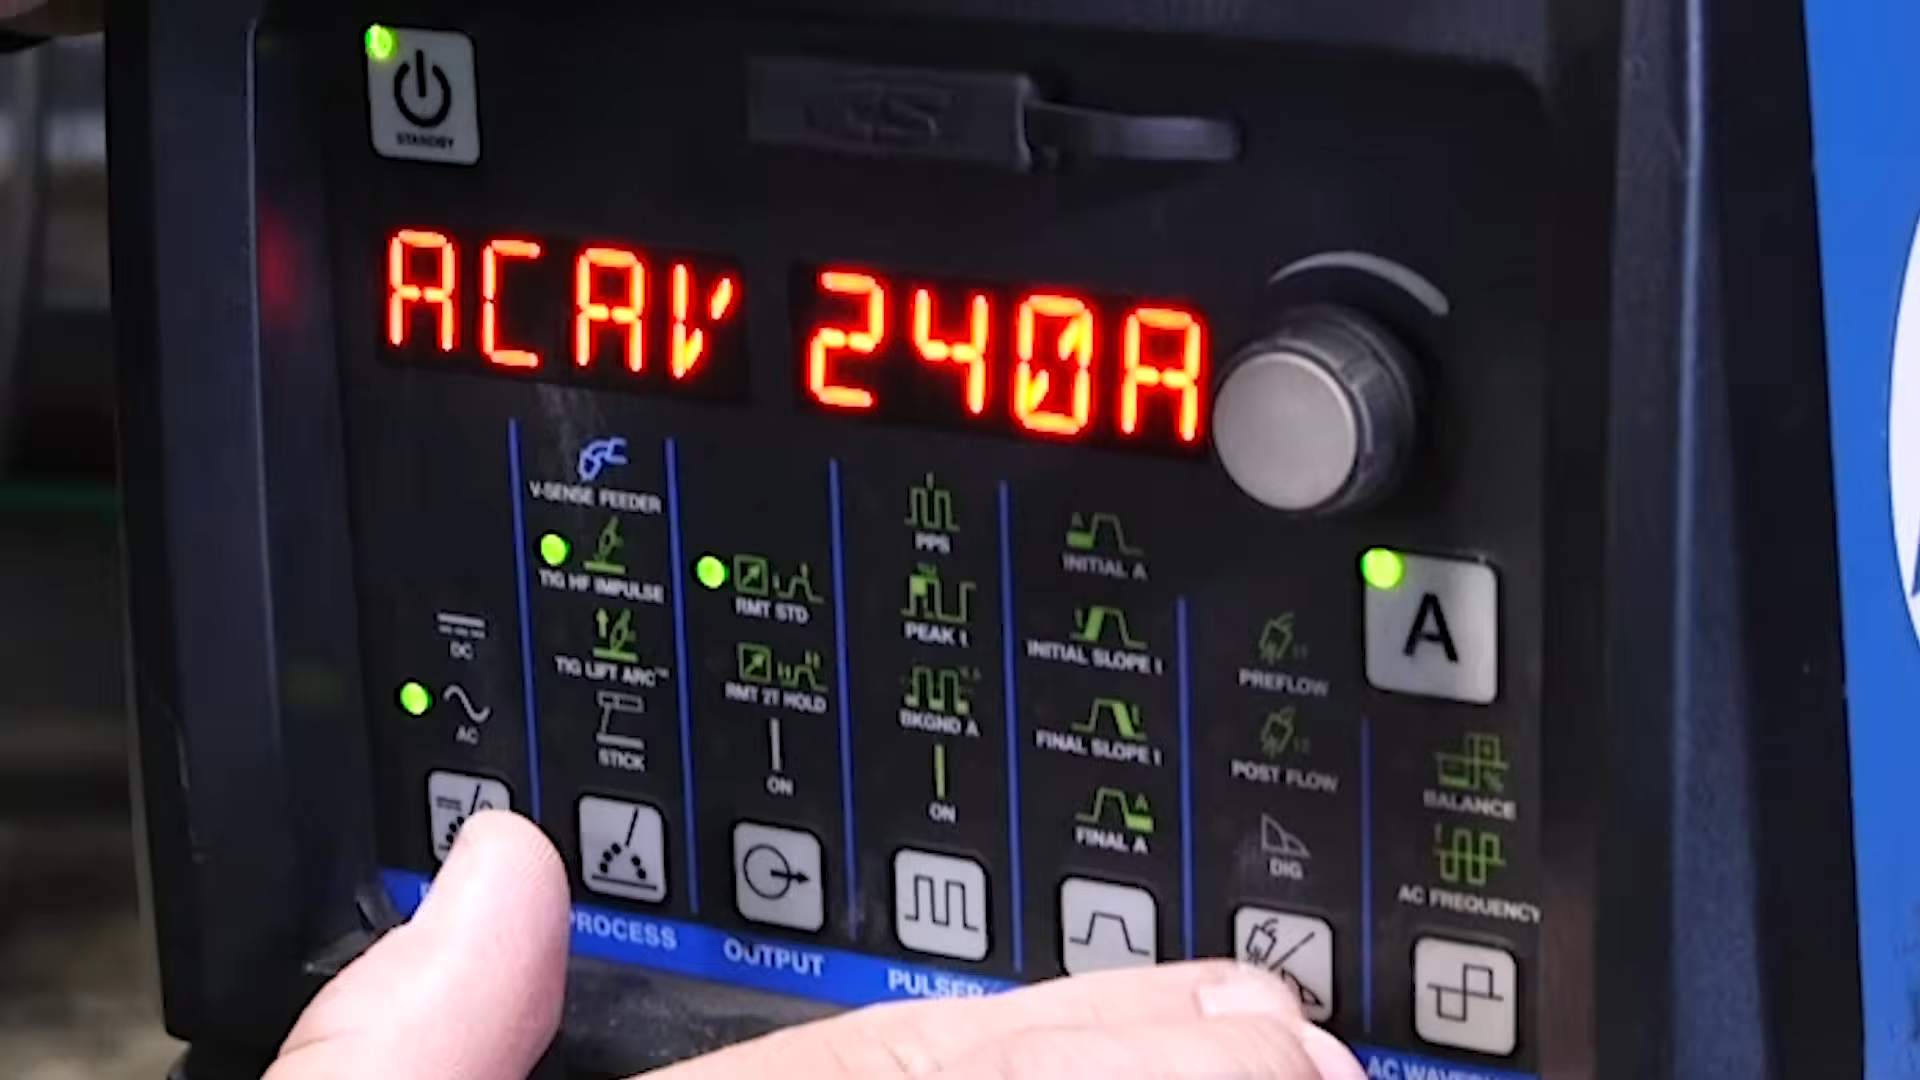 STANDBY
ACAV 240A
V-SENSE FEEDER
TIG HF IMPULSE
TIG LIFT ARC™
STICK
DC
AC
RMT STD
RMT 2T HOLD
ON
PPS
PEAK t
BKGND A
ON
INITIAL A
INITIAL SLOPE t
FINAL SLOPE t
FINAL A
PREFLOW
POST FLOW
DIG
A
BALANCE
AC FREQUENCY
PROCESS
OUTPUT
PULSER